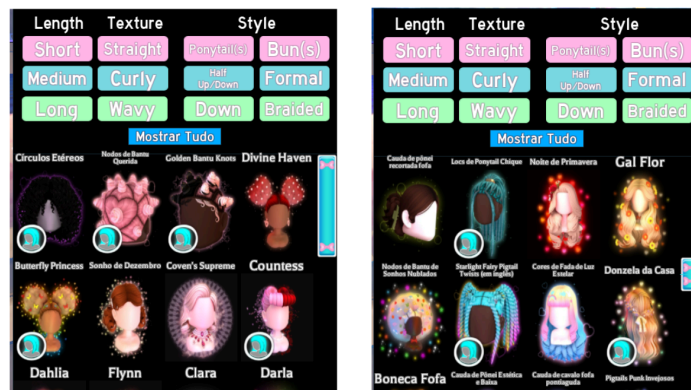 Length Texture Style
Short Straight Ponytail(s) Bun(s)
Medium Curly Half Up/Down Formal
Long Wavy Down Braided
Mostrar Tudo
Círculos Etéreos Nodos de Bantu Querida Golden Bantu Knots Divine Haven
Butterfly Princess Sonho de Dezembro Coven's Supreme Countess
Dahlia Flynn Clara Darla
Length Texture Style
Short Straight Ponytail(s) Bun(s)
Medium Curly Half Up/Down Formal
Long Wavy Down Braided
Mostrar Tudo
Cauda de pônei recortada fofa Locs de Ponytail Chique Noite de Primavera Gal Flor
Nodos de Bantu de Sonhos Nublados Starlight Fairy Pigtail Twists (em inglês) Cores de Fada de Luz Estelar Donzela da Casa
Boneca Fofa Cauda de Pônei Esnítica e Baixa Cauda de cavalo fofa pontiaguda Pigtails Punk Invejosos